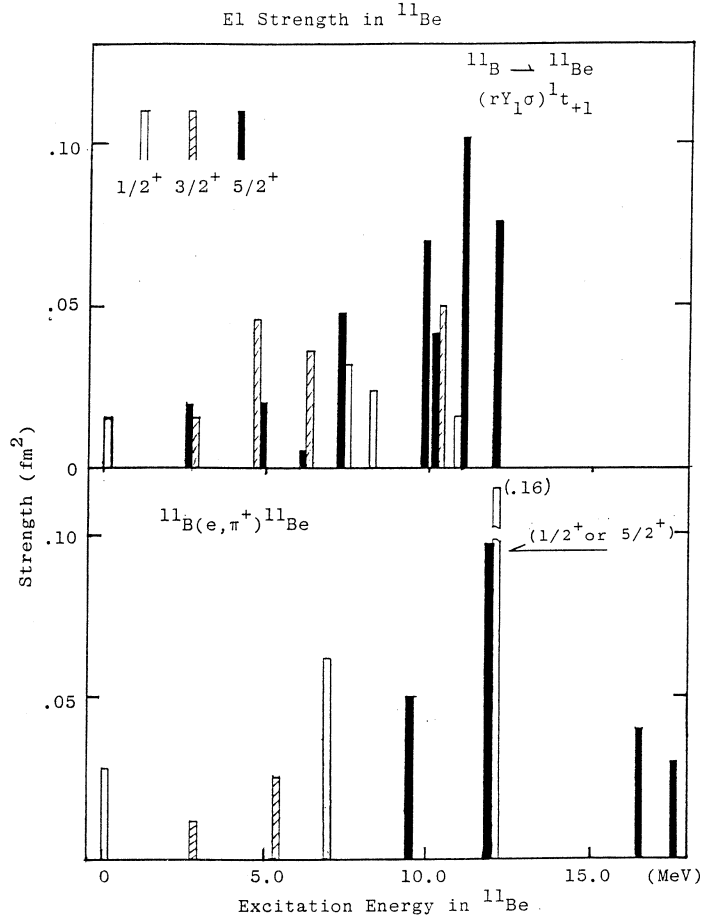 El Strength in ¹¹Be
¹¹B ⇀ ¹¹Be
(rY₁σ)¹t₊₁
.10
1/2⁺ 3/2⁺ 5/2⁺
.05
0
(.16)
¹¹B(e,π⁺)¹¹Be
(1/2⁺or 5/2⁺)
.10
.05
Strength (fm²)
0 5.0 10.0 15.0 (MeV)
Excitation Energy in ¹¹Be